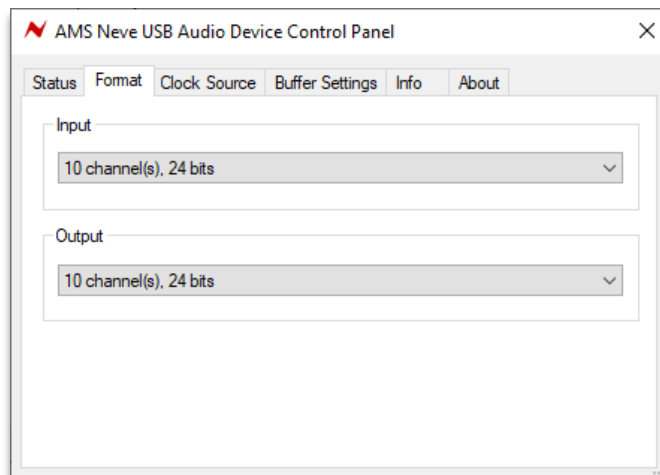 AMS Neve USB Audio Device Control Panel
Status Format Clock Source Buffer Settings Info About
Input
10 channel(s), 24 bits
Output
10 channel(s), 24 bits